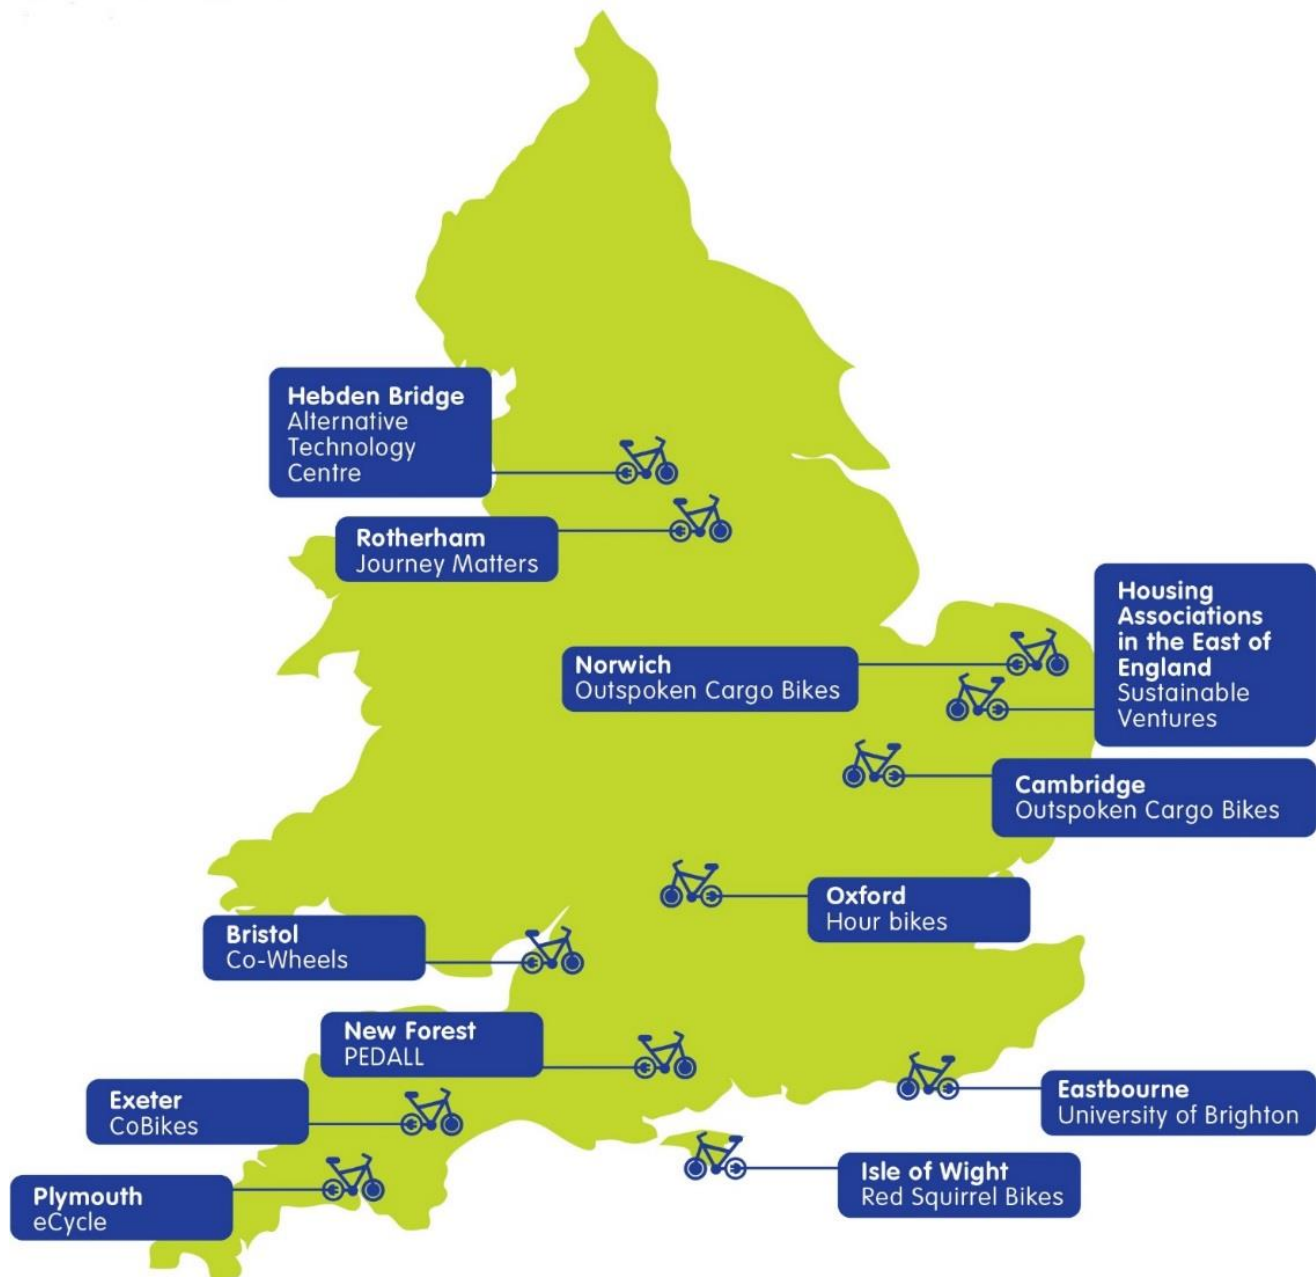 Hebden Bridge
Alternative
Technology
Centre
Rotherham
Journey Matters
Housing
Associations
in the East of
England
Sustainable
Ventures
Norwich
Outspoken Cargo Bikes
Cambridge
Outspoken Cargo Bikes
Oxford
Hour bikes
Bristol
Co-Wheels
New Forest
PEDALL
Eastbourne
University of Brighton
Exeter
CoBikes
Isle of Wight
Red Squirrel Bikes
Plymouth
eCycle